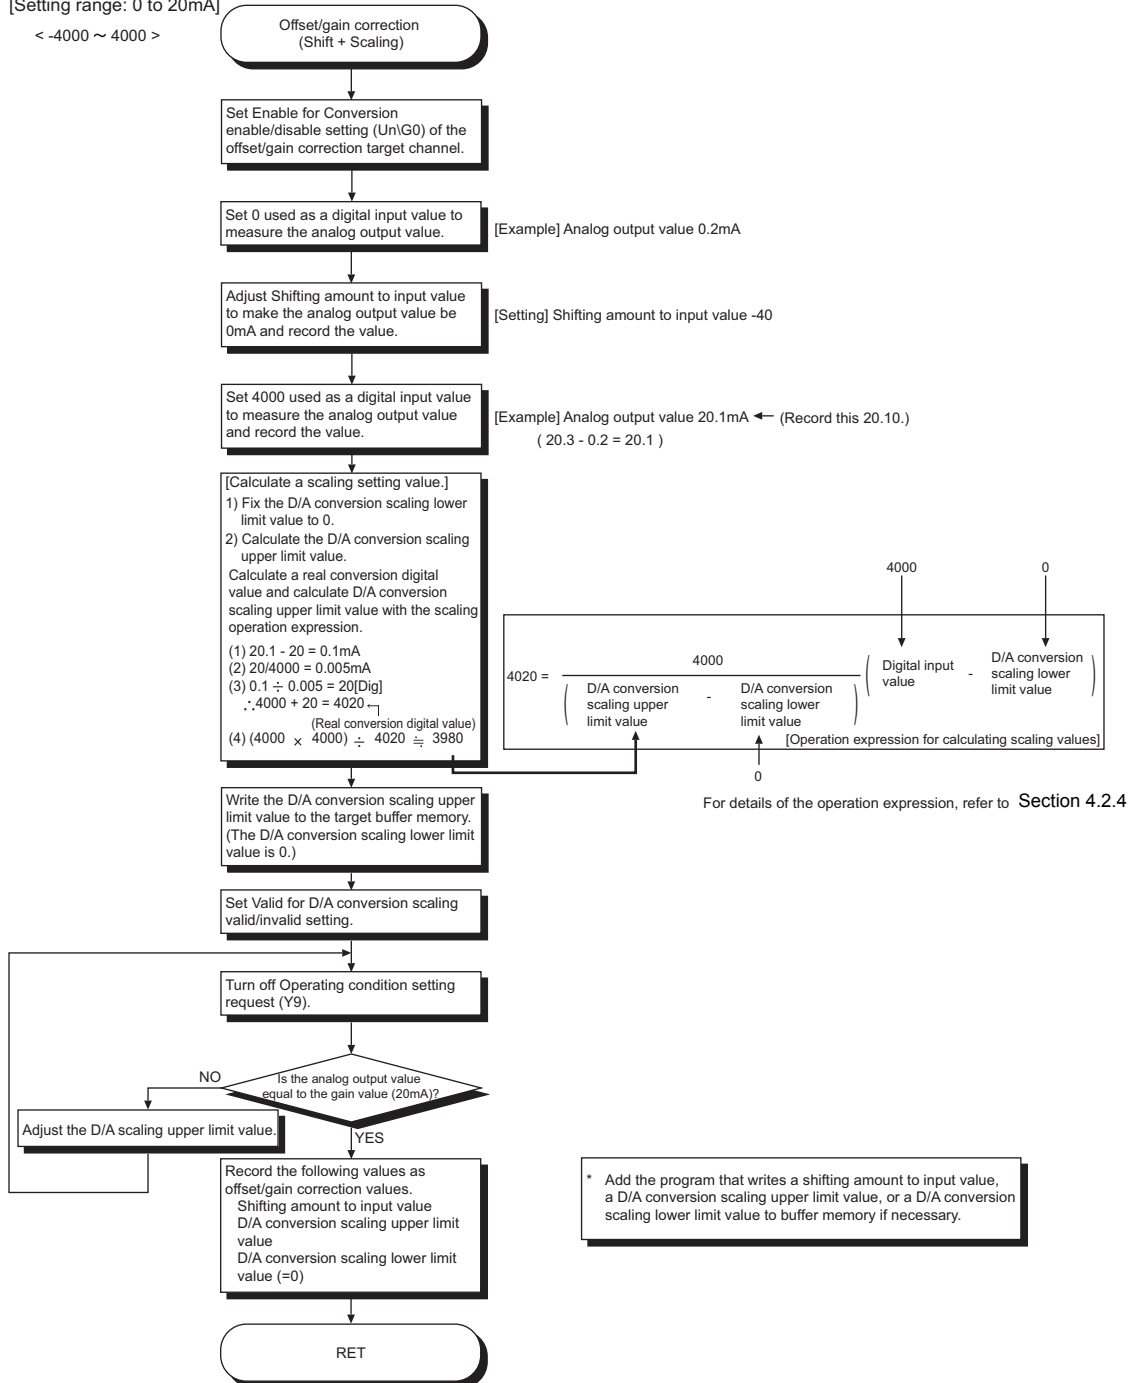 [Setting range: 0 to 20mA]
< -4000 ～ 4000 >
Offset/gain correction
(Shift + Scaling)
Set Enable for Conversion
enable/disable setting (Un\G0) of the
offset/gain correction target channel.
Set 0 used as a digital input value to
measure the analog output value.
[Example] Analog output value 0.2mA
Adjust Shifting amount to input value
to make the analog output value be
0mA and record the value.
[Setting] Shifting amount to input value -40
Set 4000 used as a digital input value
to measure the analog output value
and record the value.
[Example] Analog output value 20.1mA ← (Record this 20.10.)
( 20.3 - 0.2 = 20.1 )
[Calculate a scaling setting value.]
1) Fix the D/A conversion scaling lower
limit value to 0.
2) Calculate the D/A conversion scaling
upper limit value.
Calculate a real conversion digital
value and calculate D/A conversion
scaling upper limit value with the scaling
operation expression.
(1) 20.1 - 20 = 0.1mA
(2) 20/4000 = 0.005mA
(3) 0.1 ÷ 0.005 = 20[Dig]
∴4000 + 20 = 4020
(Real conversion digital value)
(4) (4000 × 4000) ÷ 4020 ≒ 3980
4000
0
4020 =
4000
( D/A conversion
scaling upper
limit value
-
D/A conversion
scaling lower
limit value )
( Digital input
value
-
D/A conversion
scaling lower
limit value )
[Operation expression for calculating scaling values]
0
For details of the operation expression, refer to Section 4.2.4
Write the D/A conversion scaling upper
limit value to the target buffer memory.
(The D/A conversion scaling lower limit
value is 0.)
Set Valid for D/A conversion scaling
valid/invalid setting.
Turn off Operating condition setting
request (Y9).
Is the analog output value
equal to the gain value (20mA)?
NO
Adjust the D/A scaling upper limit value.
YES
Record the following values as
offset/gain correction values.
Shifting amount to input value
D/A conversion scaling upper limit
value
D/A conversion scaling lower limit
value (=0)
* Add the program that writes a shifting amount to input value,
a D/A conversion scaling upper limit value, or a D/A conversion
scaling lower limit value to buffer memory if necessary.
RET